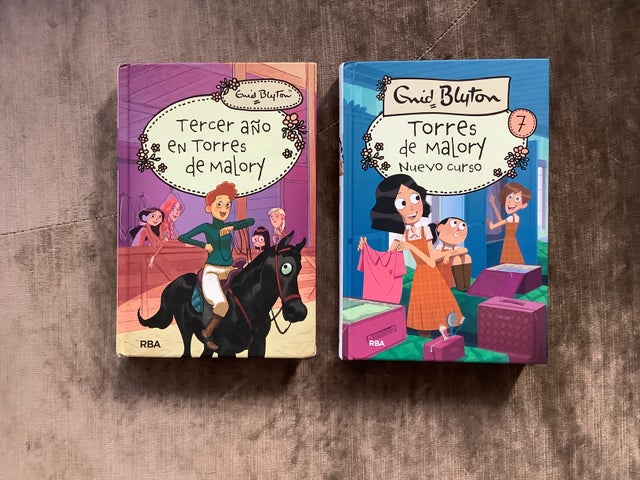 Enid Blyton
Tercer año
en Torres
de Malory
RBA
Enid Blyton
7
Torres
de Malory
Nuevo curso
RBA